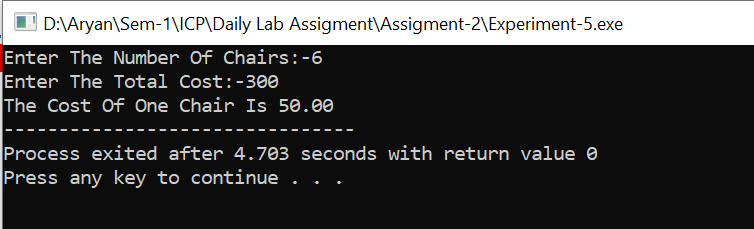 D:\Aryan\Sem-1\ICP\Daily Lab Assigment\Assigment-2\Experiment-5.exe
Enter The Number Of Chairs:-6
Enter The Total Cost:-300
The Cost Of One Chair Is 50.00
--------------------------------
Process exited after 4.703 seconds with return value 0
Press any key to continue . . .